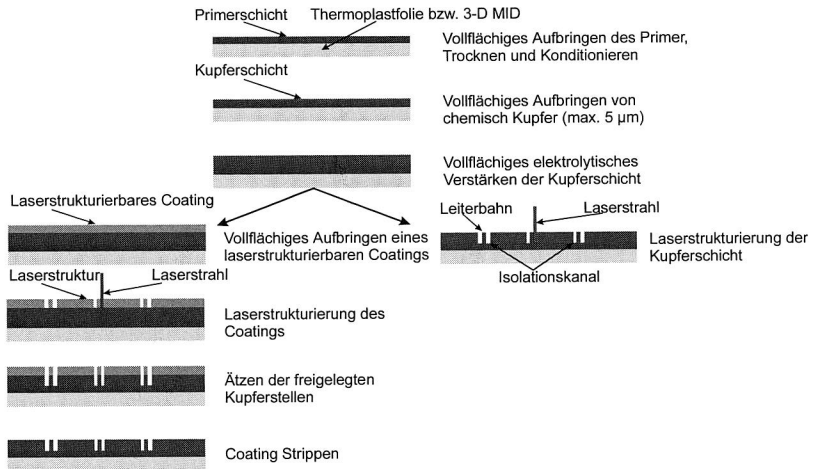 Primerschicht
Thermoplastfolie bzw. 3-D MID
Vollflächiges Aufbringen des Primer,
Trocknen und Konditionieren
Kupferschicht
Vollflächiges Aufbringen von
chemisch Kupfer (max. 5 µm)
Vollflächiges elektrolytisches
Verstärken der Kupferschicht
Laserstrukturierbares Coating
Vollflächiges Aufbringen eines
laserstrukturierbaren Coatings
Leiterbahn
Laserstrahl
Laserstrukturierung der
Kupferschicht
Isolationskanal
Laserstruktur
Laserstrahl
Laserstrukturierung des
Coatings
Ätzen der freigelegten
Kupferstellen
Coating Strippen